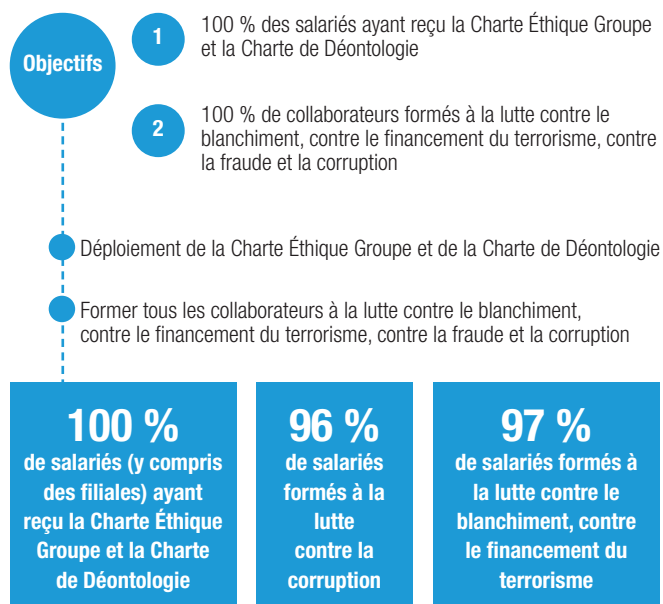 Objectifs
1
100 % des salariés ayant reçu la Charte Éthique Groupe
et la Charte de Déontologie
2
100 % de collaborateurs formés à la lutte contre le
blanchiment, contre le financement du terrorisme, contre
la fraude et la corruption
Déploiement de la Charte Éthique Groupe et de la Charte de Déontologie
Former tous les collaborateurs à la lutte contre le blanchiment,
contre le financement du terrorisme, contre la fraude et la corruption
100 %
de salariés (y compris
des filiales) ayant
reçu la Charte Éthique
Groupe et la Charte
de Déontologie
96 %
de salariés
formés à la
lutte
contre la
corruption
97 %
de salariés formés à
la lutte contre le
blanchiment, contre
le financement du
terrorisme